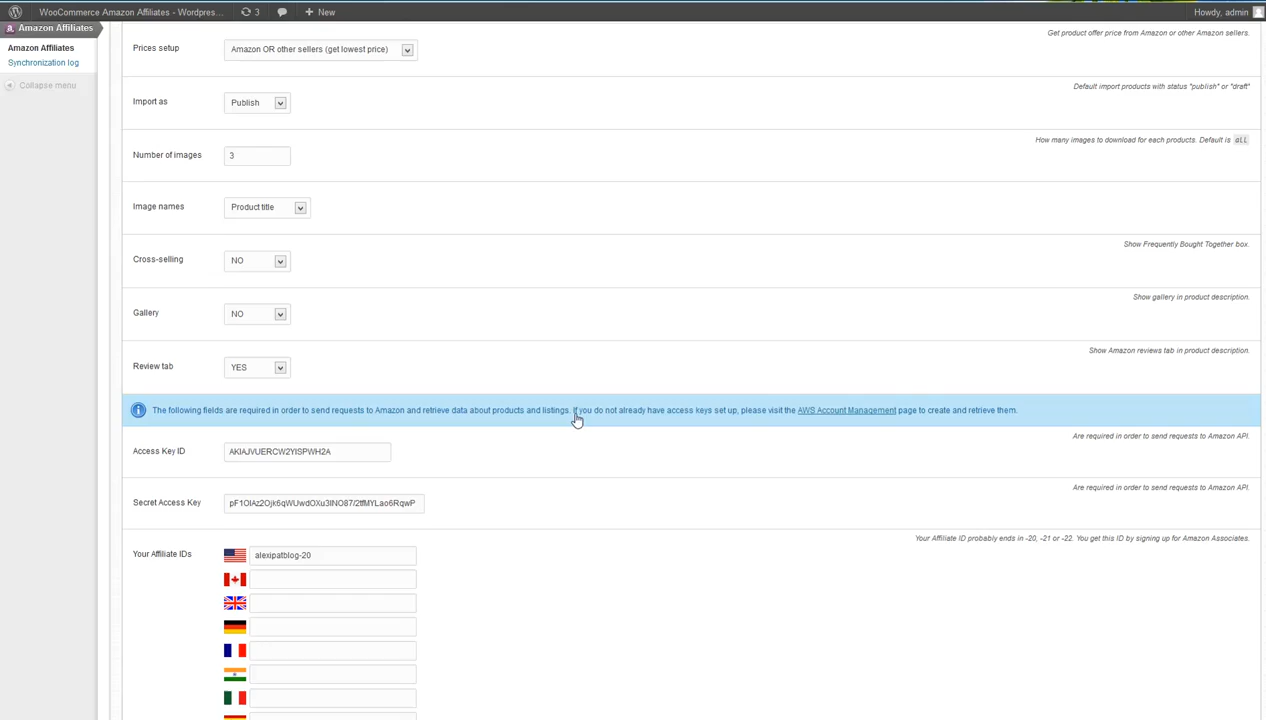 WooCommerce Amazon Affiliates - Wordpres...
3
+ New
Howdy, admin
Amazon Affiliates
Amazon Affiliates
Synchronization log
Collapse menu
Prices setup
Amazon OR other sellers (get lowest price)
Get product offer price from Amazon or other Amazon sellers.
Import as
Publish
Default import products with status "publish" or "draft"
Number of images
3
How many images to download for each products. Default is all
Image names
Product title
Cross-selling
NO
Show Frequently Bought Together box.
Gallery
NO
Show gallery in product description.
Review tab
YES
Show Amazon reviews tab in product description.
The following fields are required in order to send requests to Amazon and retrieve data about products and listings. If you do not already have access keys set up, please visit the AWS Account Management page to create and retrieve them.
Access Key ID
Are required in order to send requests to Amazon API.
Secret Access Key
Are required in order to send requests to Amazon API.
Your Affiliate IDs
alexipatblog-20
Your Affiliate ID probably ends in -20, -21 or -22. You get this ID by signing up for Amazon Associates.